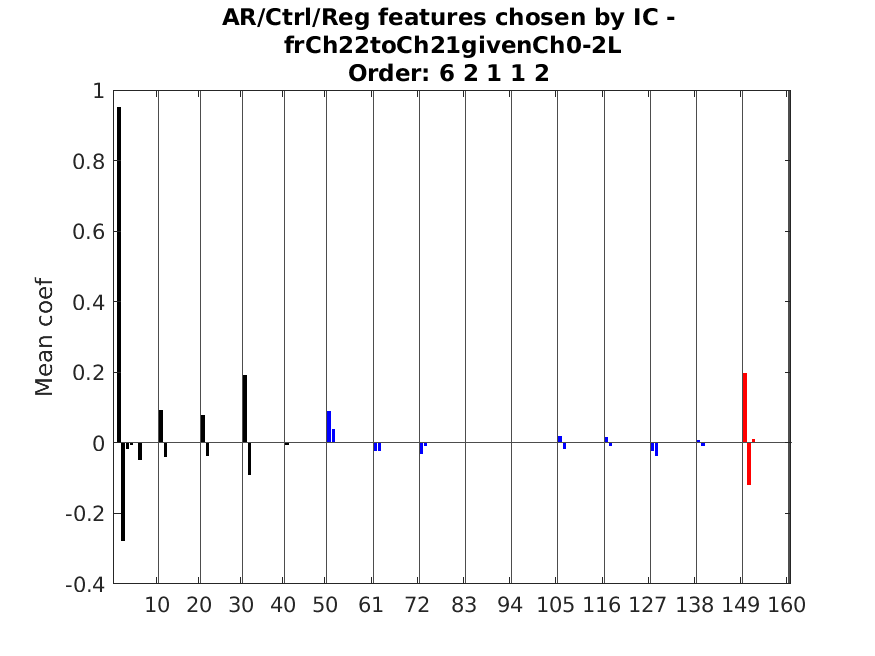 AR/Ctrl/Reg features chosen by IC -
frCh22toCh21givenCh0-2L
Order: 6 2 1 1 2
1
0.8
0.6
0.4
0.2
0
-0.2
-0.4
Mean coef
10 20 30 40 50 61 72 83 94 105 116 127 138 149 160